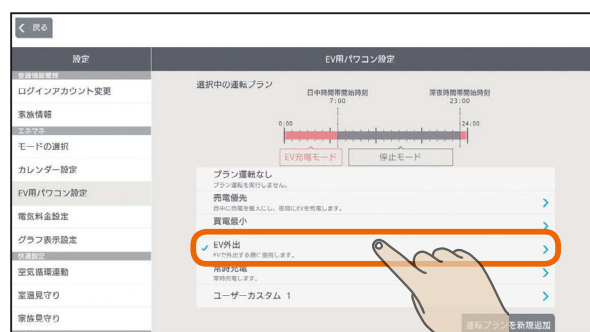 戻る
設定
EV用パワコン設定
登録情報管理
ログインアカウント変更
家族情報
エネマネ
モードの選択
カレンダー設定
EV用パワコン設定
電気料金設定
グラフ表示設定
快適設定
空気循環連動
室温見守り
家族見守り
選択中の運転プラン
日中時間帯開始時刻
7:00
深夜時間帯開始時刻
23:00
0:00
24:00
EV充電モード
停止モード
プラン運転なし
プラン運転を実行しません。
売電優先
日中に売電を最大にし、夜間にEVを充電します。
買電最小
EV外出
EVで外出する際に使用します。
常時充電
常時充電します。
ユーザーカスタム 1
運転プランを新規追加